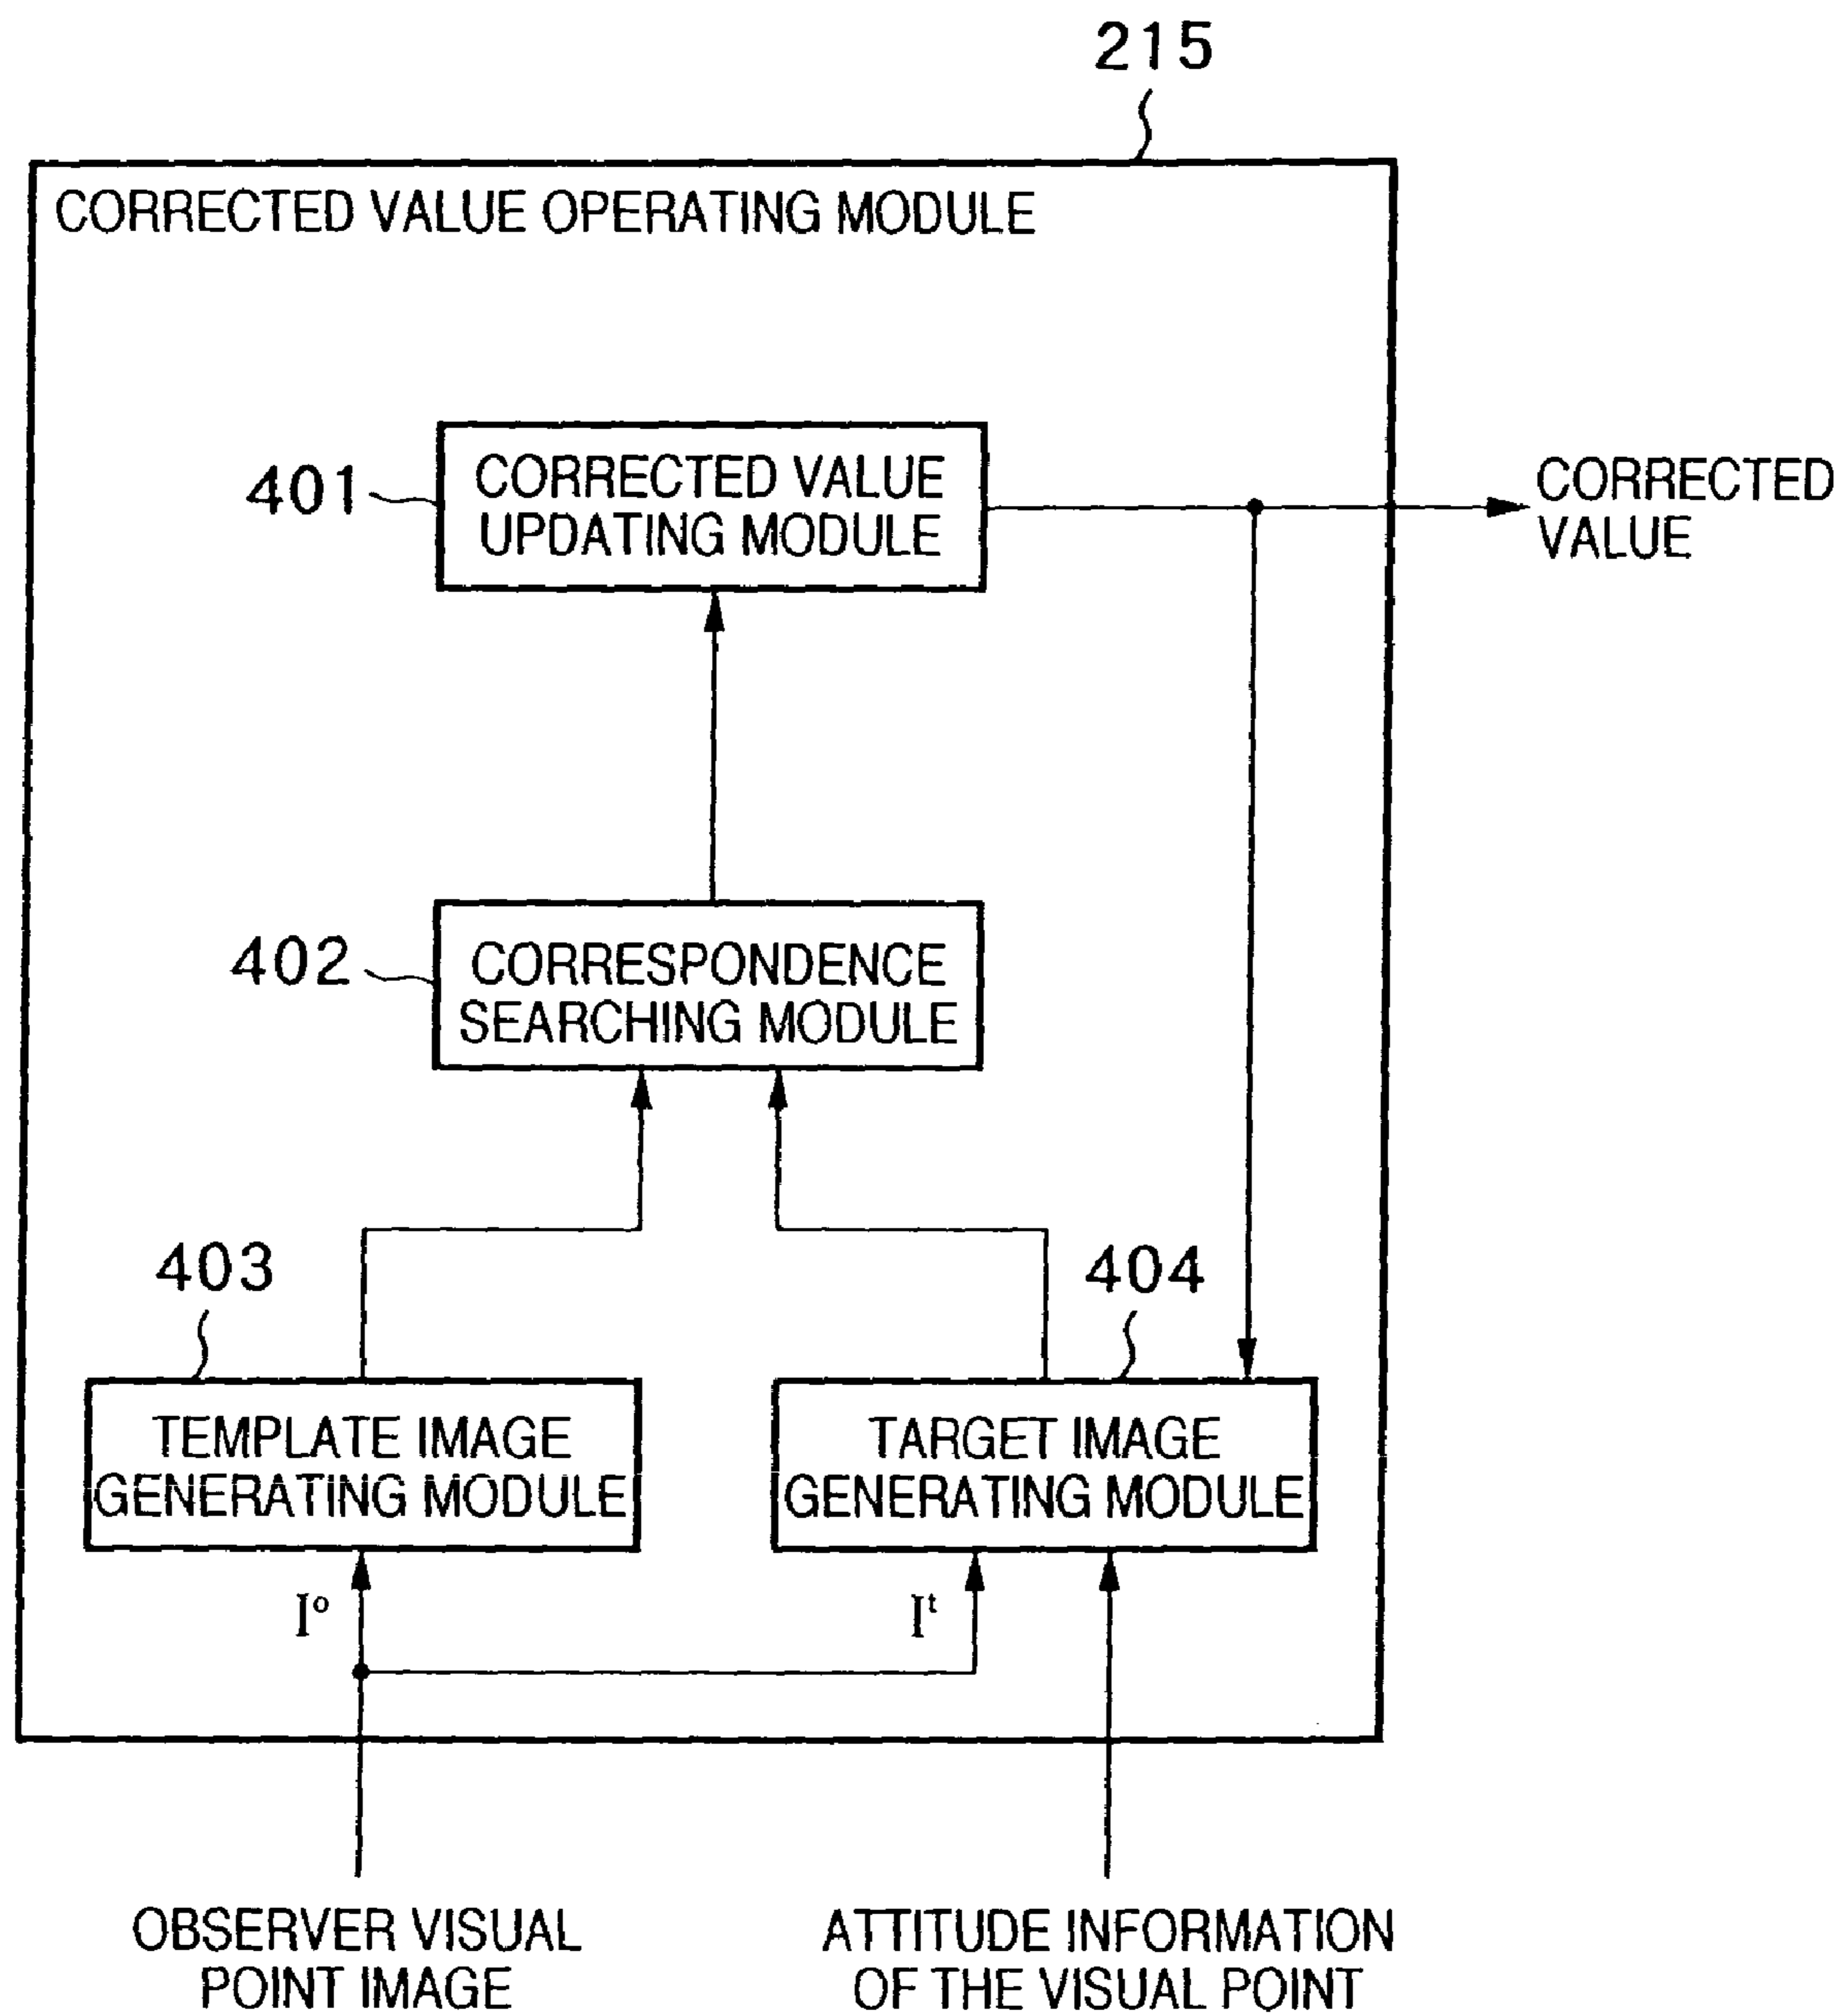 215
CORRECTED VALUE OPERATING MODULE
401
CORRECTED VALUE
UPDATING MODULE
CORRECTED
VALUE
402
CORRESPONDENCE
SEARCHING MODULE
403
404
TEMPLATE IMAGE
GENERATING MODULE
TARGET IMAGE
GENERATING MODULE
Iᵒ
Iᵗ
OBSERVER VISUAL
POINT IMAGE
ATTITUDE INFORMATION
OF THE VISUAL POINT